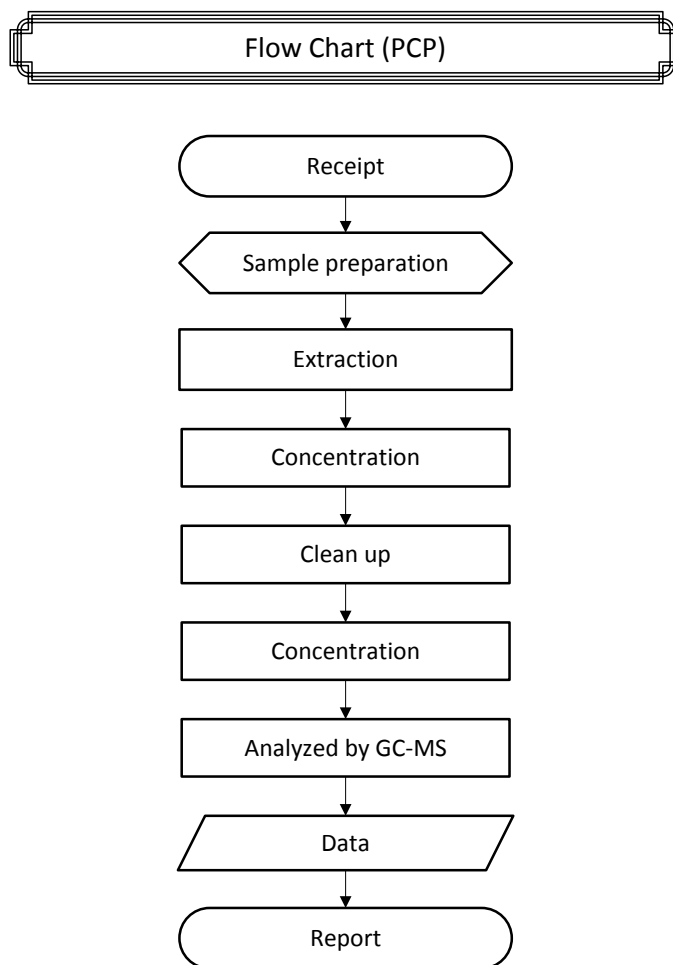 Flow Chart (PCP)
Receipt
Sample preparation
Extraction
Concentration
Clean up
Concentration
Analyzed by GC-MS
Data
Report